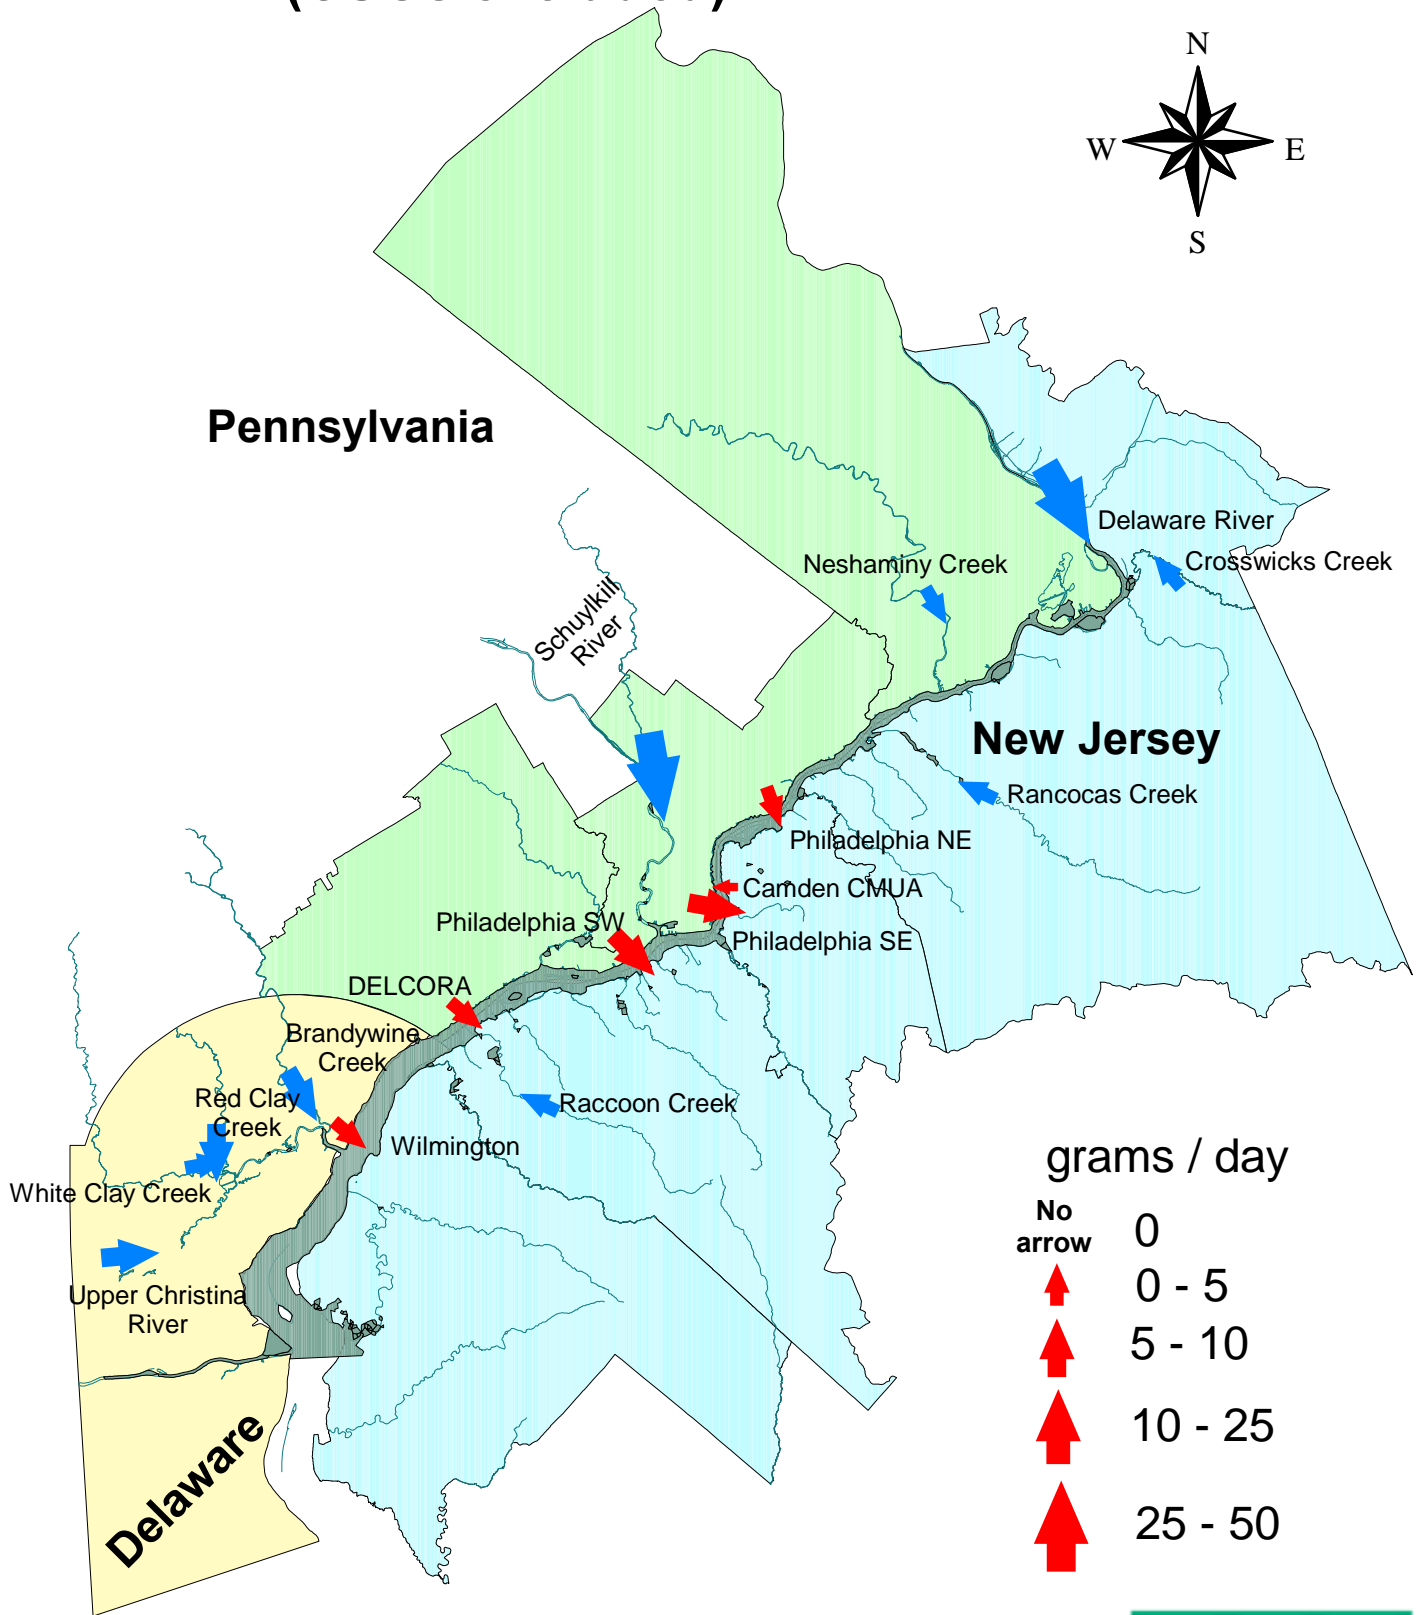 N
W
E
S
Pennsylvania
Delaware River
Neshaminy Creek
Crosswicks Creek
Schuylkill
River
New Jersey
Rancocas Creek
Philadelphia NE
Camden CMUA
Philadelphia SW
Philadelphia SE
DELCORA
Brandywine
Creek
Red Clay
Creek
Raccoon Creek
Wilmington
White Clay Creek
Upper Christina
River
Delaware
grams / day
No
arrow
0
0 - 5
5 - 10
10 - 25
25 - 50